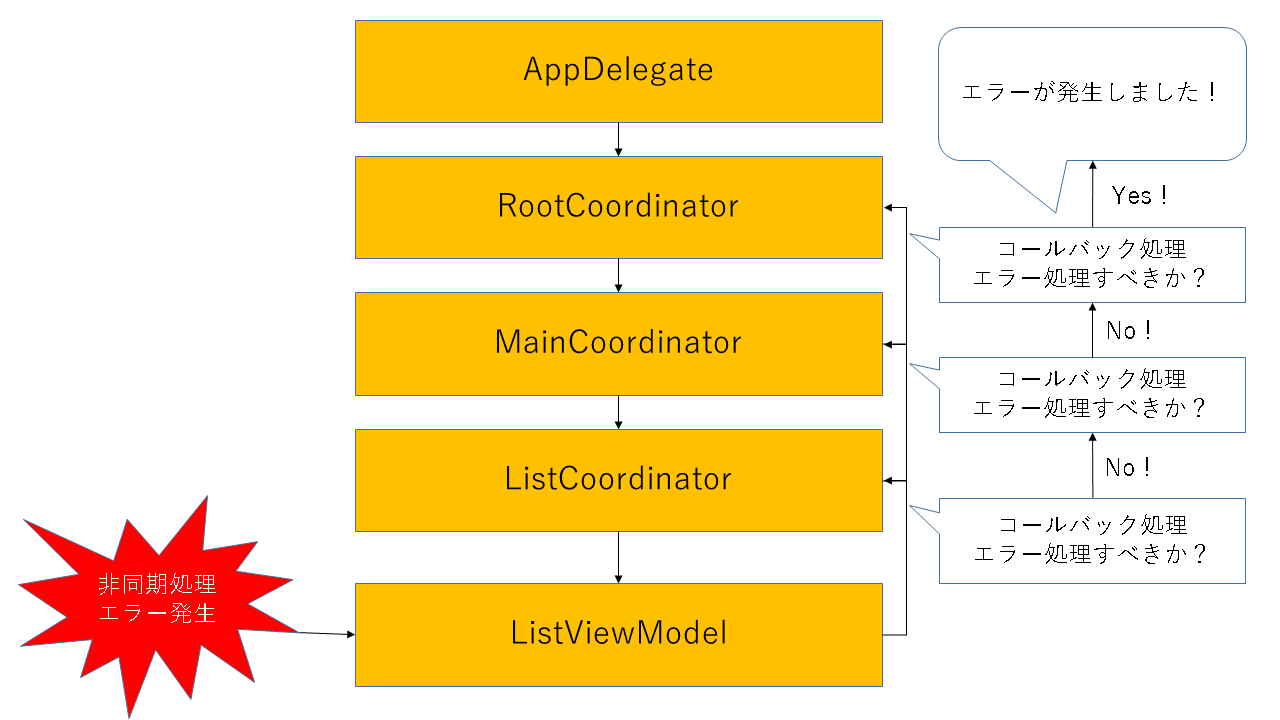 AppDelegate
エラーが発生しました！
Yes！
RootCoordinator
コールバック処理
エラー処理すべきか？
No！
MainCoordinator
コールバック処理
エラー処理すべきか？
No！
ListCoordinator
コールバック処理
エラー処理すべきか？
非同期処理
エラー発生
ListViewModel